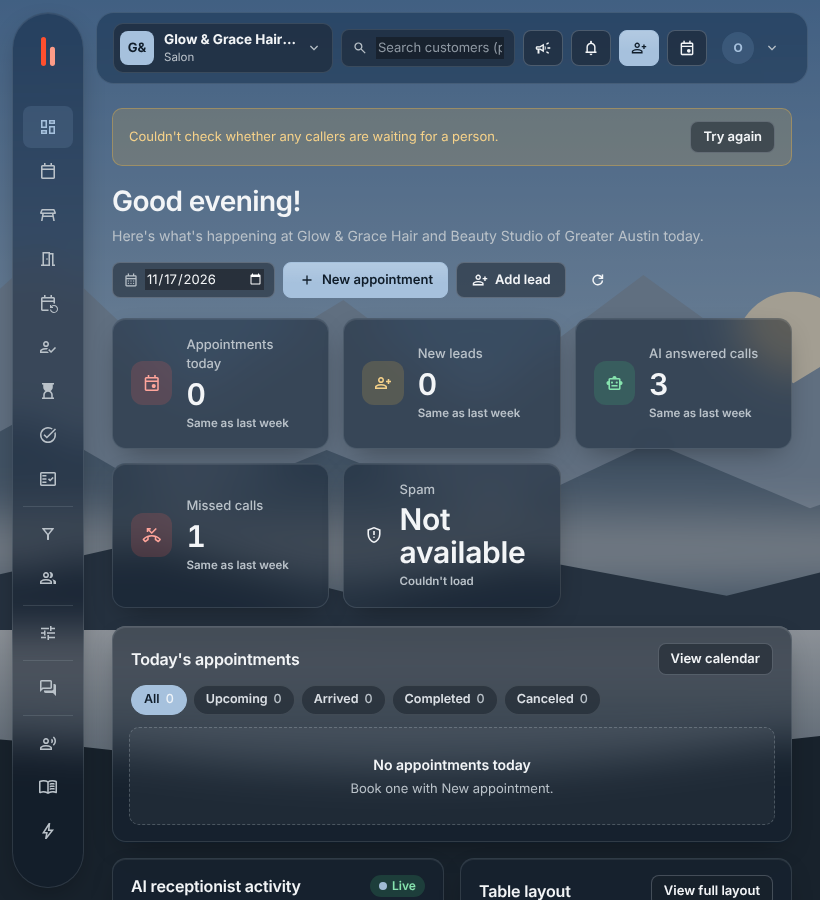 G&
Glow & Grace Hair...
Salon
Search customers (p
O
Couldn't check whether any callers are waiting for a person.
Try again
Good evening!
Here's what's happening at Glow & Grace Hair and Beauty Studio of Greater Austin today.
11/17/2026
New appointment
Add lead
Appointments
today
0
Same as last week
New leads
0
Same as last week
AI answered calls
3
Same as last week
Missed calls
1
Same as last week
Spam
Not
available
Couldn't load
Today's appointments
View calendar
All 0
Upcoming 0
Arrived 0
Completed 0
Canceled 0
No appointments today
Book one with New appointment.
AI receptionist activity
Live
Table layout
View full layout